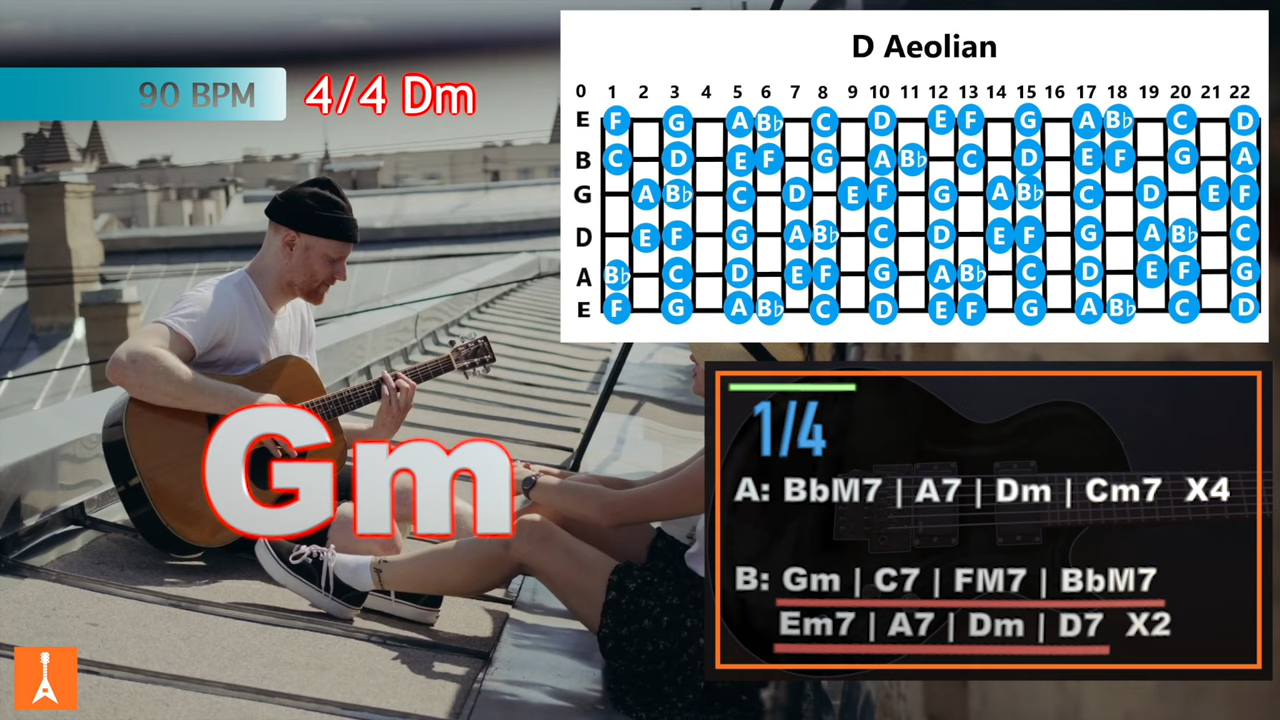 90 BPM
4/4 Dm
D Aeolian
0 1 2 3 4 5 6 7 8 9 10 11 12 13 14 15 16 17 18 19 20 21 22
E F G A B♭ C D E F G A B♭ C D
B C D E F G A B♭ C D E F G A
G A B♭ C D E F G A B♭ C D E F
D E F G A B♭ C D E F G A B♭ C
A B♭ C D E F G A B♭ C D E F G
E F G A B♭ C D E F G A B♭ C D
Gm
1/4
A: BbM7 | A7 | Dm | Cm7 X4
B: Gm | C7 | FM7 | BbM7
Em7 | A7 | Dm | D7 X2